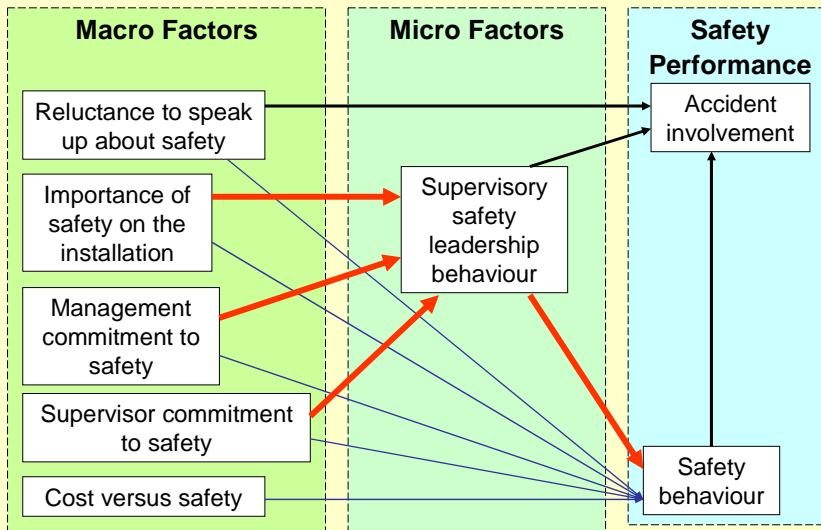 Macro Factors
Reluctance to speak
up about safety
Importance of
safety on the
installation
Management
commitment to
safety
Supervisor commitment
to safety
Cost versus safety
Micro Factors
Supervisory
safety
leadership
behaviour
Safety
Performance
Accident
involvement
Safety
behaviour